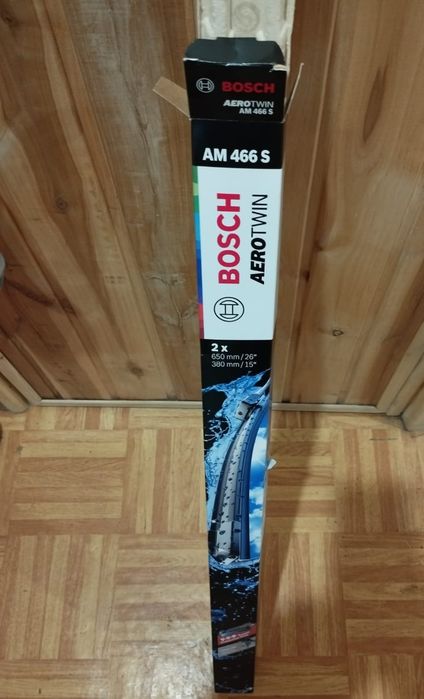 BOSCH
AEROTWIN
AM 466 S
AM 466 S
BOSCH
AEROTWIN
2 x
650 mm / 26"
380 mm / 15"